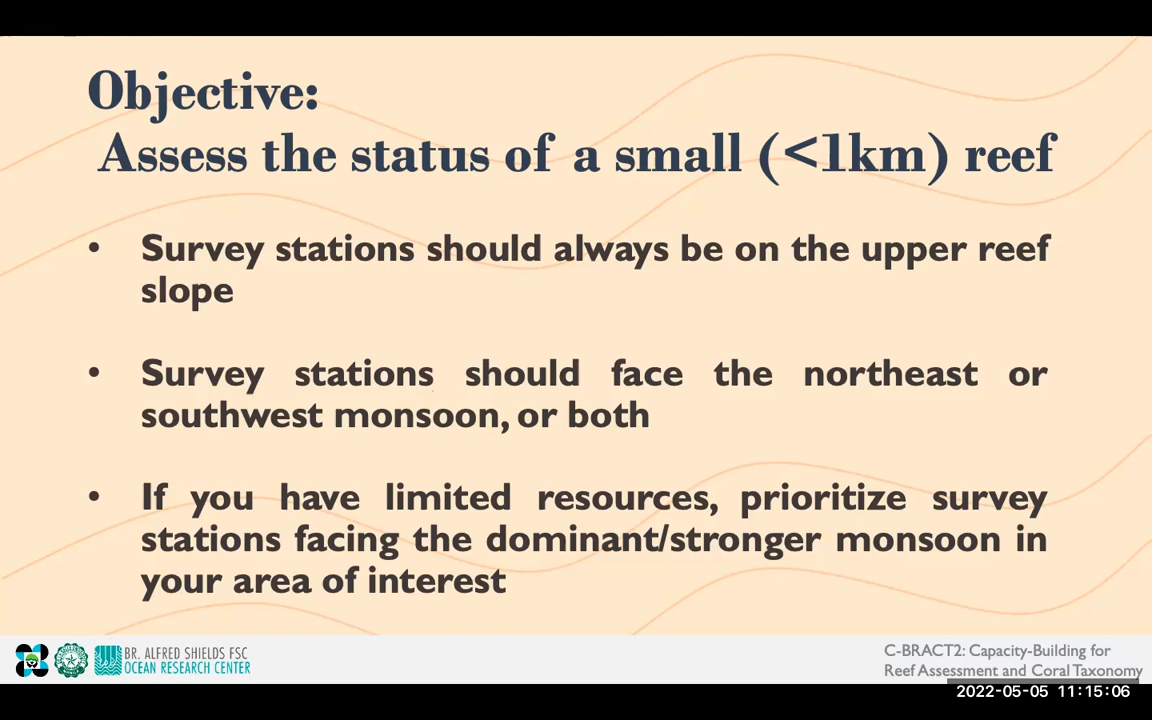 Objective:
Assess the status of a small (<1km) reef
• Survey stations should always be on the upper reef
slope
• Survey stations should face the northeast or
southwest monsoon, or both
• If you have limited resources, prioritize survey
stations facing the dominant/stronger monsoon in
your area of interest
BR. ALFRED SHIELDS FSC
OCEAN RESEARCH CENTER
C-BRACT2: Capacity-Building for
Reef Assessment and Coral Taxonomy
2022-05-05 11:15:06